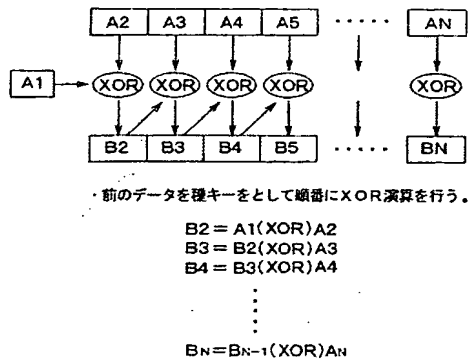 A2 A3 A4 A5 ····· AN
A1 XOR XOR XOR XOR XOR
B2 B3 B4 B5 ····· BN
・前のデータを種キーをとして順番にXOR演算を行う。
B2=A1(XOR)A2
B3=B2(XOR)A3
B4=B3(XOR)A4
BN=BN-1(XOR)AN